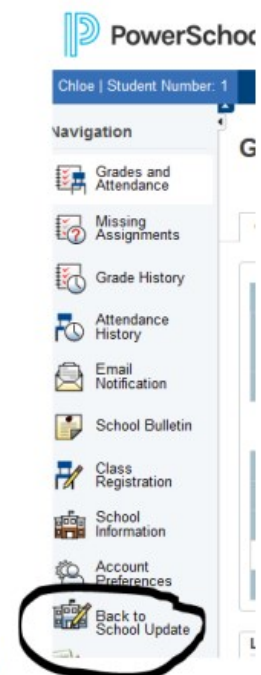 PowerSchoo
Chloe | Student Number: 1
Navigation
G
Grades and
Attendance
Missing
Assignments
Grade History
Attendance
History
Email
Notification
School Bulletin
Class
Registration
School
Information
Account
Preferences
Back to
School Update
L